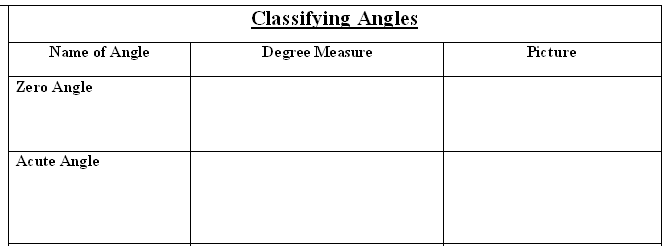 Classifying Angles
Name of Angle Degree Measure Picture
Zero Angle
Acute Angle